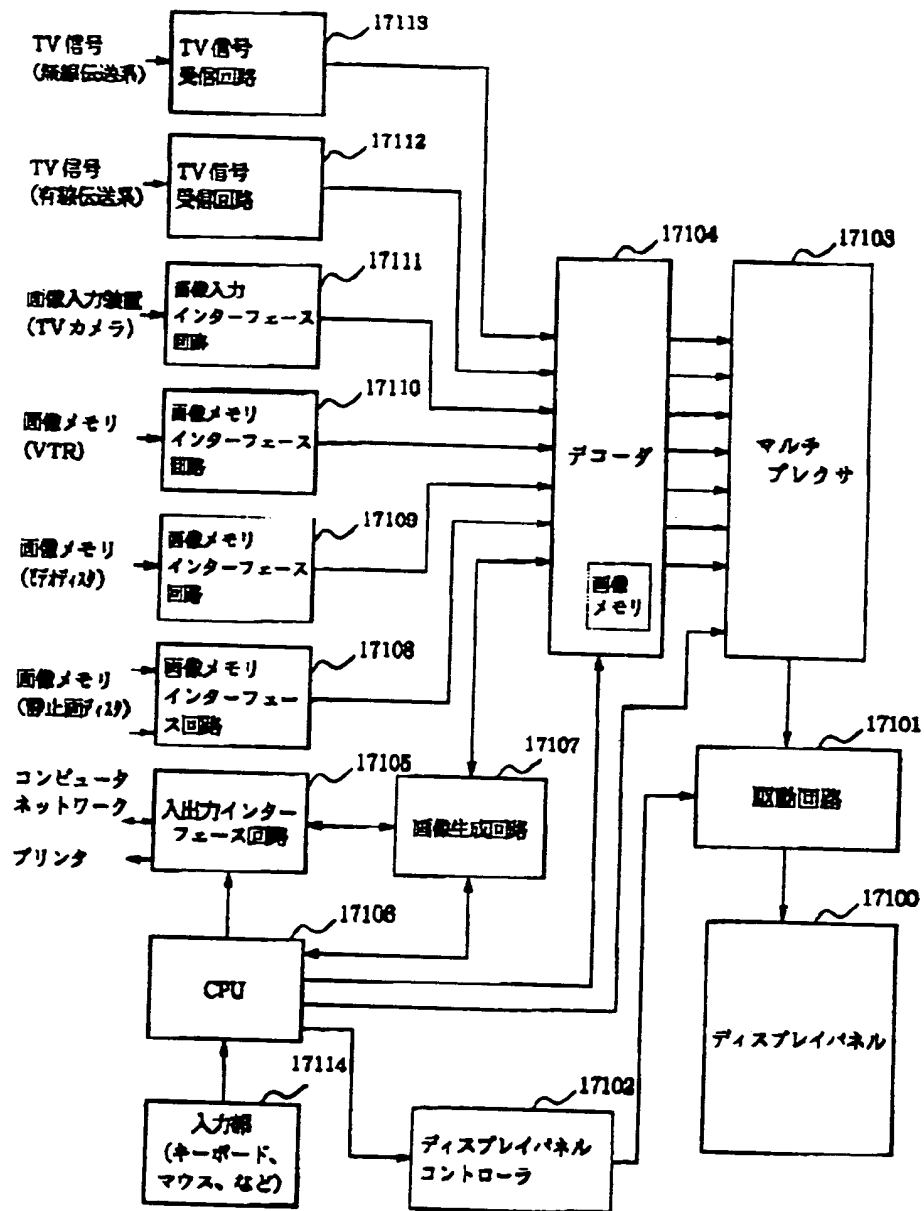 17113
TV 信号
(無線伝送系)
TV 信号
受信回路
17112
TV 信号
(有線伝送系)
TV 信号
受信回路
17111
画像入力装置
(TV カメラ)
画像入力
インターフェース
回路
17110
画像メモリ
(VTR)
画像メモリ
インターフェース
回路
17109
画像メモリ
(ビデオディスク)
画像メモリ
インターフェース
回路
17108
画像メモリ
(静止画ディスク)
画像メモリ
インターフェー
ス回路
17105
コンピュータ
ネットワーク
プリンタ
入出力インター
フェース回路
17107
画像生成回路
17106
CPU
17114
入力部
(キーボード、
マウス、など)
17104
デコーダ
画像
メモリ
17103
マルチ
プレクサ
17101
駆動回路
17100
ディスプレイパネル
17102
ディスプレイパネル
コントローラ